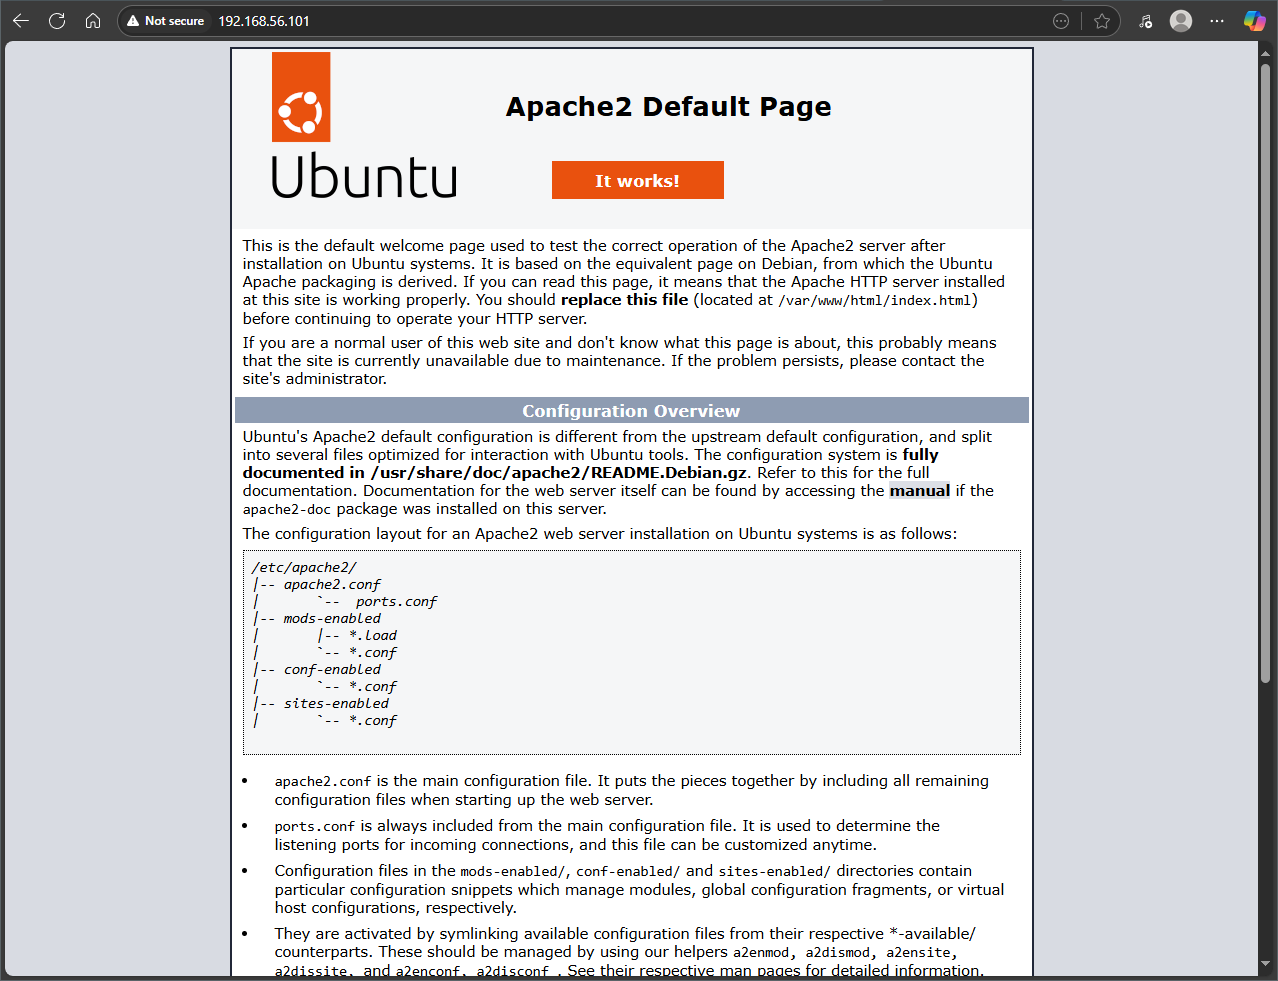 Not secure 192.168.56.101
Apache2 Default Page
Ubuntu
It works!
This is the default welcome page used to test the correct operation of the Apache2 server after
installation on Ubuntu systems. It is based on the equivalent page on Debian, from which the Ubuntu
Apache packaging is derived. If you can read this page, it means that the Apache HTTP server installed
at this site is working properly. You should replace this file (located at /var/www/html/index.html)
before continuing to operate your HTTP server.
If you are a normal user of this web site and don't know what this page is about, this probably means
that the site is currently unavailable due to maintenance. If the problem persists, please contact the
site's administrator.
Configuration Overview
Ubuntu's Apache2 default configuration is different from the upstream default configuration, and split
into several files optimized for interaction with Ubuntu tools. The configuration system is fully
documented in /usr/share/doc/apache2/README.Debian.gz. Refer to this for the full
documentation. Documentation for the web server itself can be found by accessing the manual if the
apache2-doc package was installed on this server.
The configuration layout for an Apache2 web server installation on Ubuntu systems is as follows:
/etc/apache2/
|-- apache2.conf
|       `--  ports.conf
|-- mods-enabled
|       |-- *.load
|       `-- *.conf
|-- conf-enabled
|       `-- *.conf
|-- sites-enabled
|       `-- *.conf
• apache2.conf is the main configuration file. It puts the pieces together by including all remaining
configuration files when starting up the web server.
• ports.conf is always included from the main configuration file. It is used to determine the
listening ports for incoming connections, and this file can be customized anytime.
• Configuration files in the mods-enabled/, conf-enabled/ and sites-enabled/ directories contain
particular configuration snippets which manage modules, global configuration fragments, or virtual
host configurations, respectively.
• They are activated by symlinking available configuration files from their respective *-available/
counterparts. These should be managed by using our helpers a2enmod, a2dismod, a2ensite,
a2dissite, and a2enconf, a2disconf . See their respective man pages for detailed information.